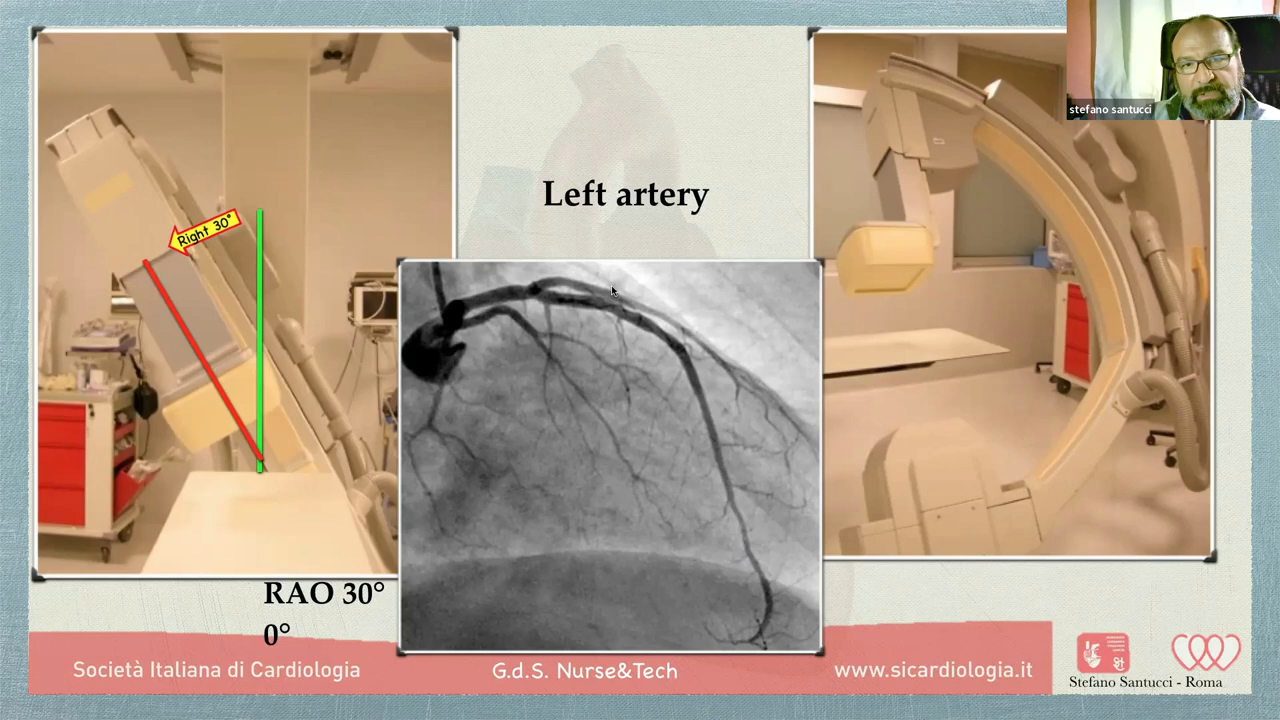 stefano santucci
Left artery
Right 30°
RAO 30°
0°
Società Italiana di Cardiologia
G.d.S. Nurse&Tech
www.sicardiologia.it
Stefano Santucci - Roma